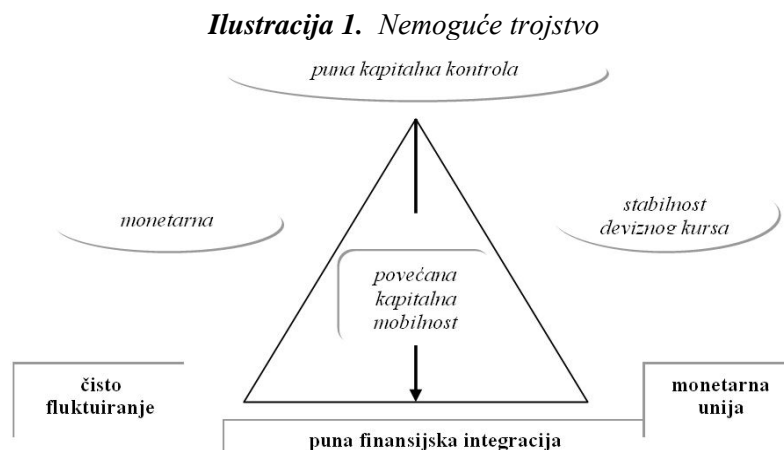 Ilustracija 1. Nemoguće trojstvo
puna kapitalna kontrola
monetarna
stabilnost
deviznog kursa
povećana
kapitalna
mobilnost
čisto
fluktuiranje
monetarna
unija
puna finansijska integracija